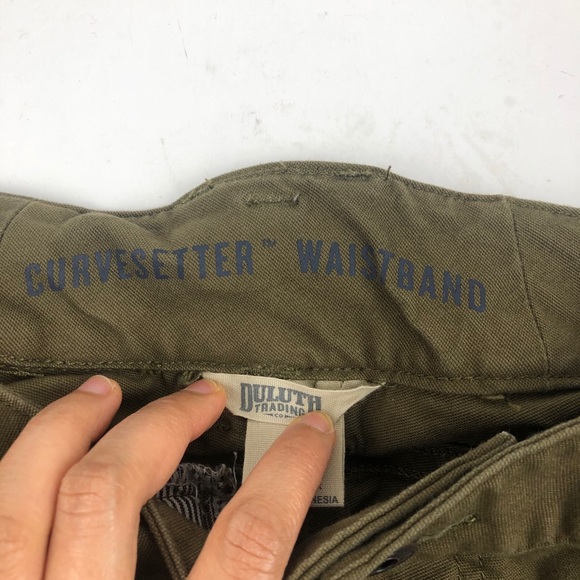 CURVESETTER™ WAISTBAND
DULUTH
TRADING
CO